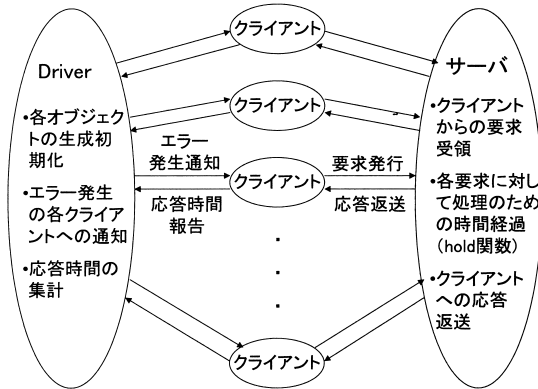 Driver
•各オブジェク
トの生成初
期化
•エラー発生
の各クライア
ントへの通知
•応答時間の
集計
クライアント
クライアント
エラー
発生通知
クライアント
要求発行
応答時間
報告
応答返送
・
・
・
クライアント
サーバ
•クライアント
からの要求
受領
•各要求に対し
て処理のため
の時間経過
(hold関数)
•クライアント
への応答
返送